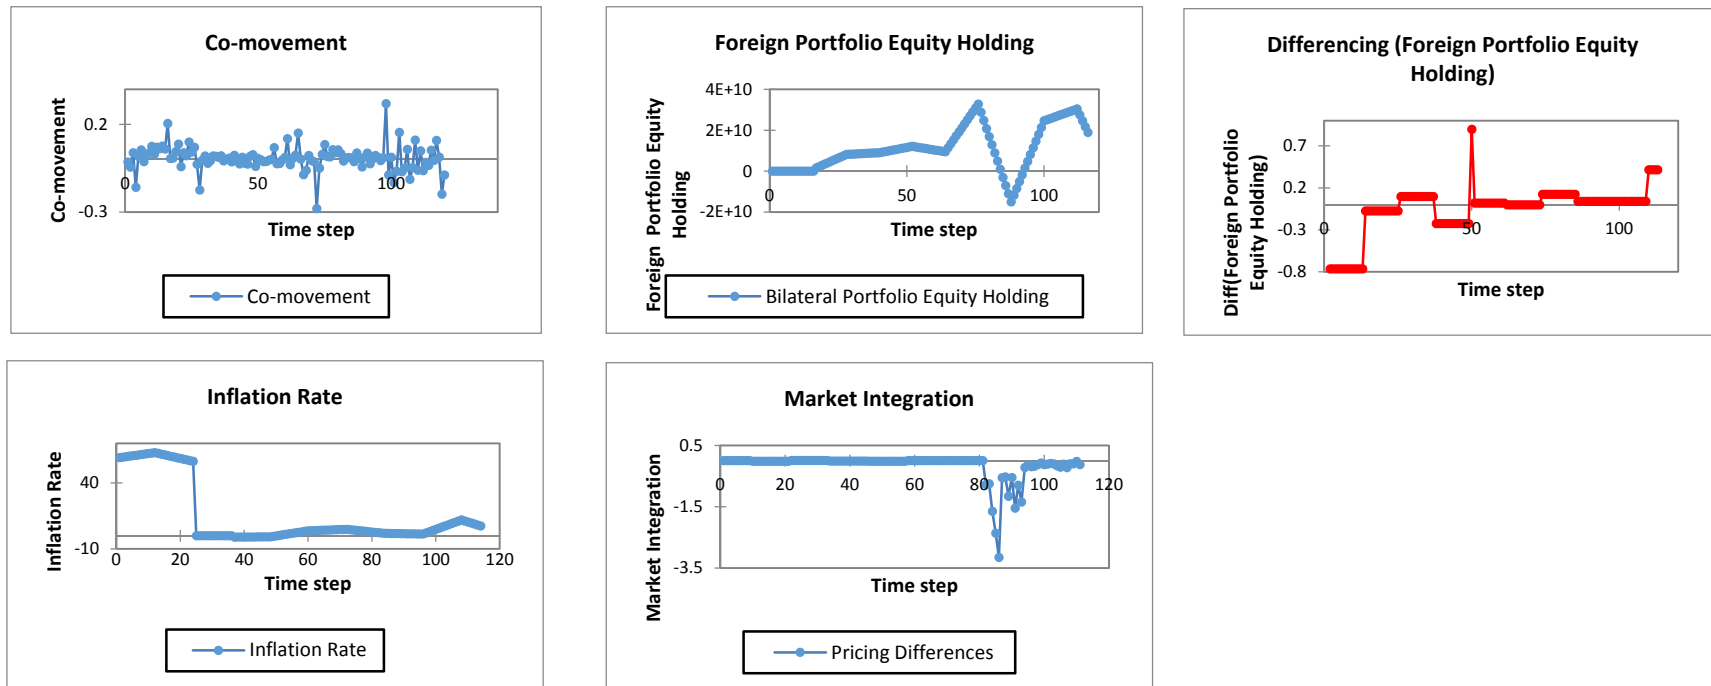 Co-movement
Co-movement
0.2
-0.3
0
50
100
Time step
Co-movement
Foreign Portfolio Equity Holding
Foreign Portfolio Equity
Holding
4E+10
2E+10
0
-2E+10
50
100
Time step
Bilateral Portfolio Equity Holding
Differencing (Foreign Portfolio Equity
Holding)
Diff(Foreign Portfolio
Equity Holding)
0.7
0.2
-0.3
-0.8
0
50
100
Time step
Inflation Rate
Inflation Rate
40
-10
0
20
40
60
80
100
120
Time step
Inflation Rate
Market Integration
Market Integration
0.5
-1.5
-3.5
0
20
40
60
80
100
120
Time step
Pricing Differences